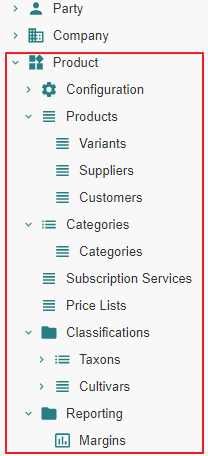 Party
Company
Product
Configuration
Products
Variants
Suppliers
Customers
Categories
Categories
Subscription Services
Price Lists
Classifications
Taxons
Cultivars
Reporting
Margins